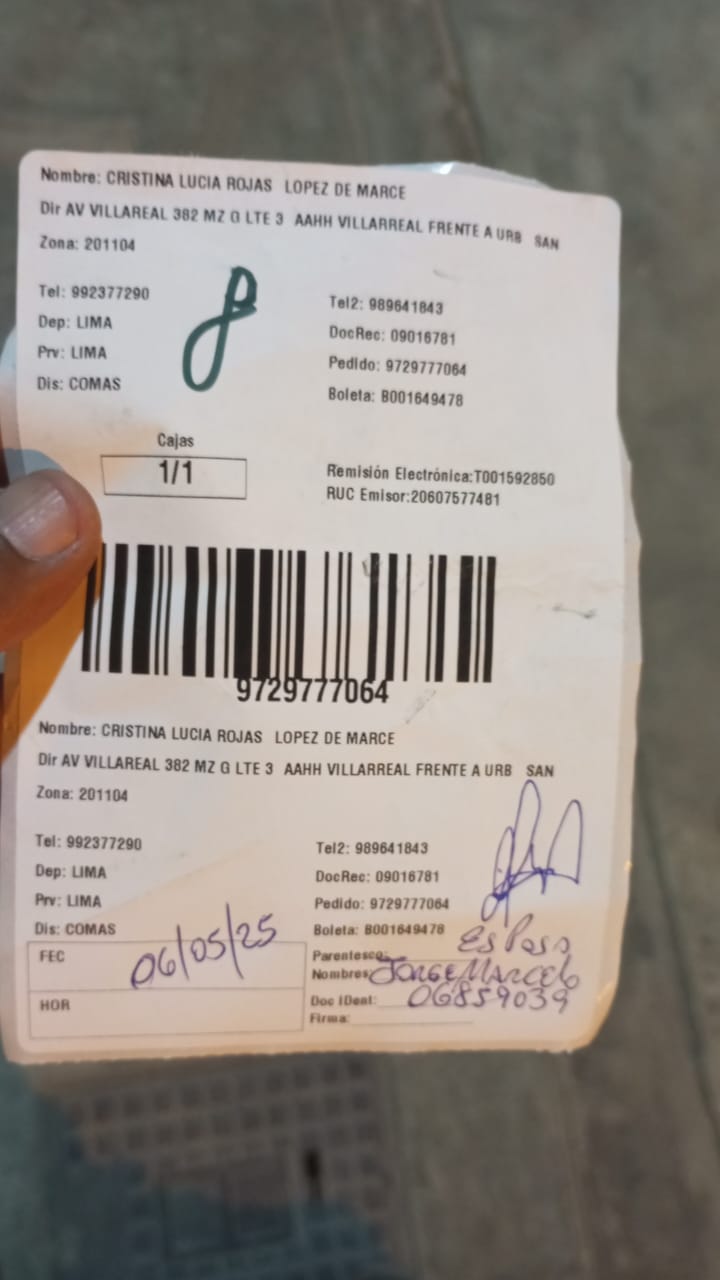 Nombre: CRISTINA LUCIA ROJAS LOPEZ DE MARCE
Dir AV VILLAREAL 382 MZ G LTE 3 AAHH VILLARREAL FRENTE A URB SAN
Zona: 201104
Tel: 992377290
Tel2: 989641843
Dep: LIMA
DocRec: 09016781
Prv: LIMA
Pedido: 9729777064
Dis: COMAS
Boleta: B001649478
Cajas
1/1
Remisión Electrónica:T001592850
RUC Emisor:20607577481
9729777064
Nombre: CRISTINA LUCIA ROJAS LOPEZ DE MARCE
Dir AV VILLAREAL 382 MZ G LTE 3 AAHH VILLARREAL FRENTE A URB SAN
Zona: 201104
Tel: 992377290
Tel2: 989641843
Dep: LIMA
DocRec: 09016781
Prv: LIMA
Pedido: 9729777064
Dis: COMAS
Boleta: B001649478
FEC 06/05/25
Parentesco: Esposo
Nombres: JORGE MARCELO
HOR
Doc IDent: 06859039
Firma: